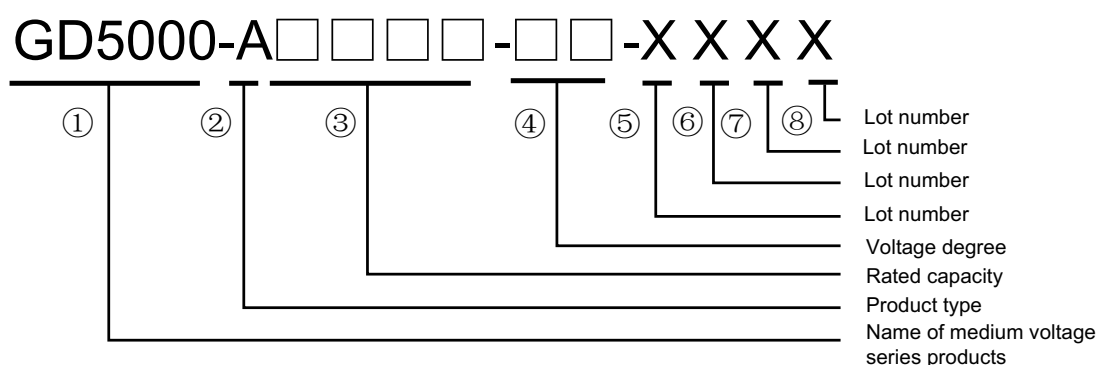 GD5000-A□□□□-□□-XXXX
① ② ③ ④ ⑤ ⑥ ⑦ ⑧
Lot number
Lot number
Lot number
Lot number
Voltage degree
Rated capacity
Product type
Name of medium voltage
series products